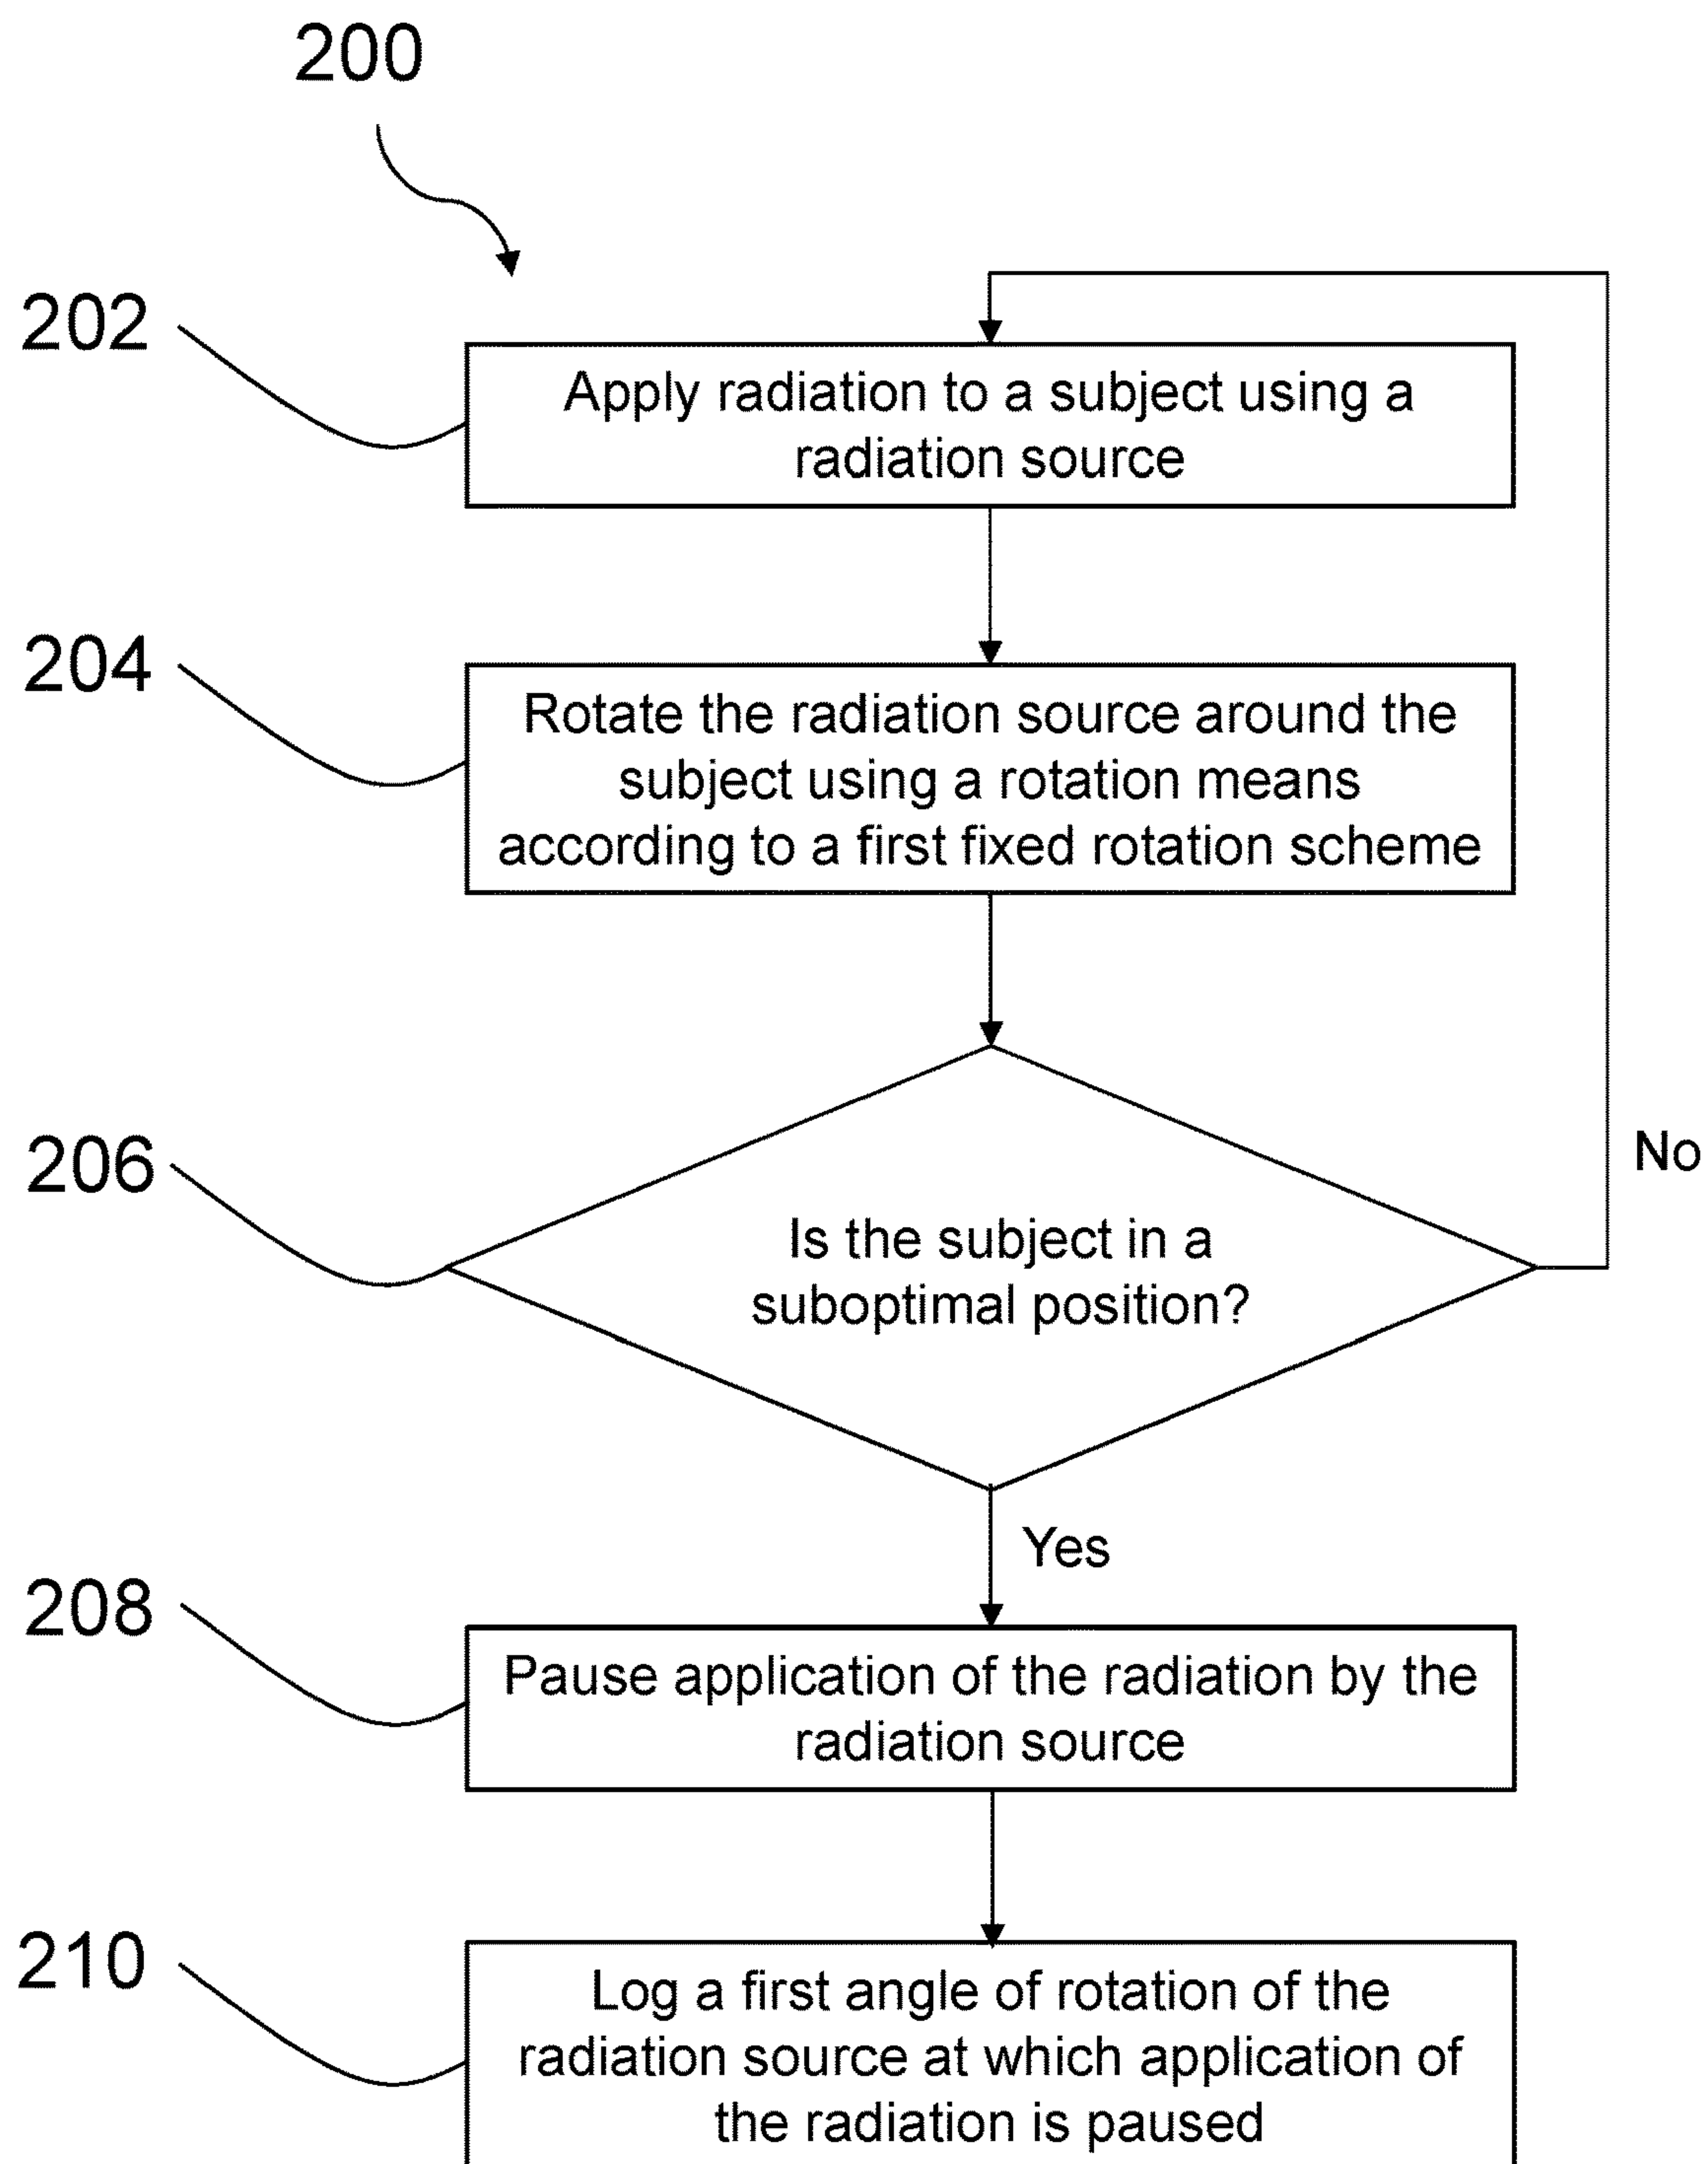 200
202
Apply radiation to a subject using a
radiation source
204
Rotate the radiation source around the
subject using a rotation means
according to a first fixed rotation scheme
206
Is the subject in a
suboptimal position?
No
Yes
208
Pause application of the radiation by the
radiation source
210
Log a first angle of rotation of the
radiation source at which application of
the radiation is paused